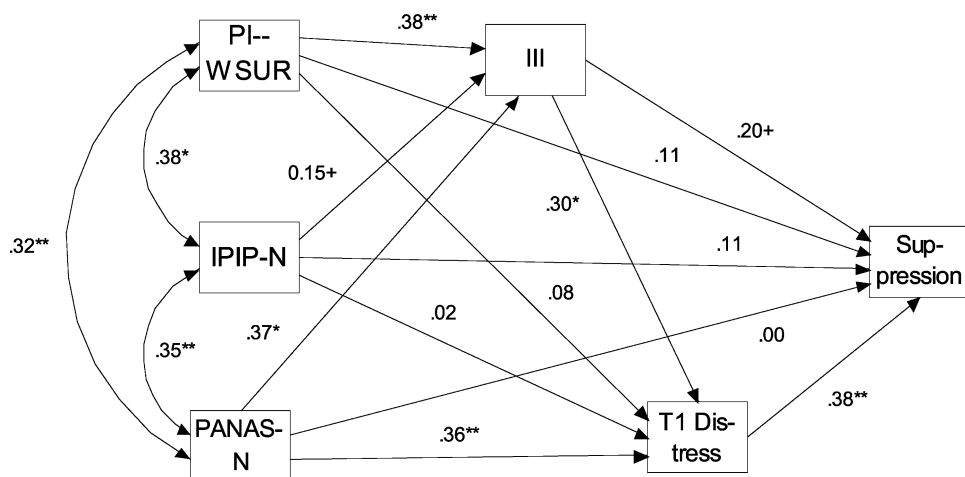 PI--
WSUR
.38**
III
.38*
0.15+
.11
.20+
.32**
IPIP-N
.30*
.11
Sup-
pression
.35**
.37*
.02
.08
.00
PANAS-
N
.36**
T1 Dis-
tress
.38**